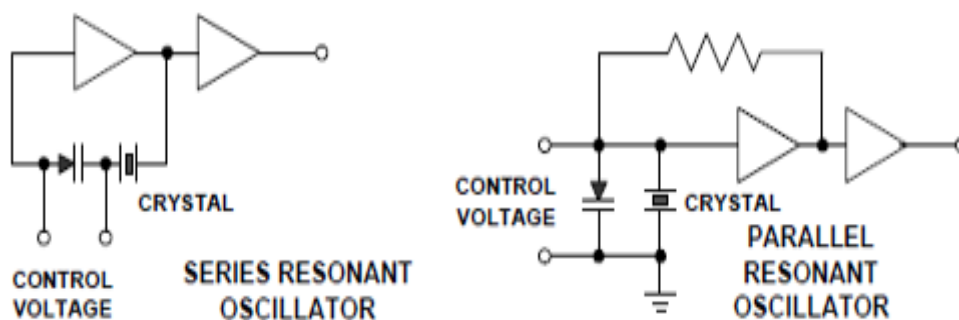 CRYSTAL
CONTROL
VOLTAGE
SERIES RESONANT
OSCILLATOR
CONTROL
VOLTAGE
CRYSTAL
PARALLEL
RESONANT
OSCILLATOR